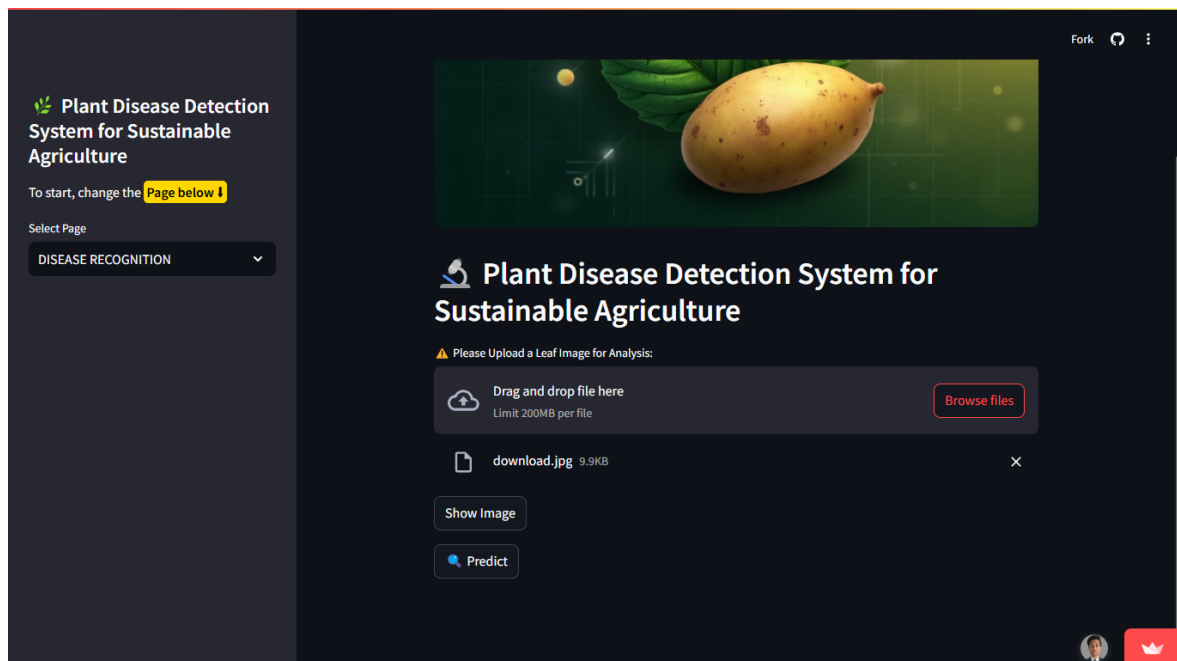 Fork
Plant Disease Detection
System for Sustainable
Agriculture
To start, change the Page below
Select Page
DISEASE RECOGNITION
Plant Disease Detection System for
Sustainable Agriculture
Please Upload a Leaf Image for Analysis:
Drag and drop file here
Limit 200MB per file
Browse files
download.jpg 9.9KB
Show Image
Predict